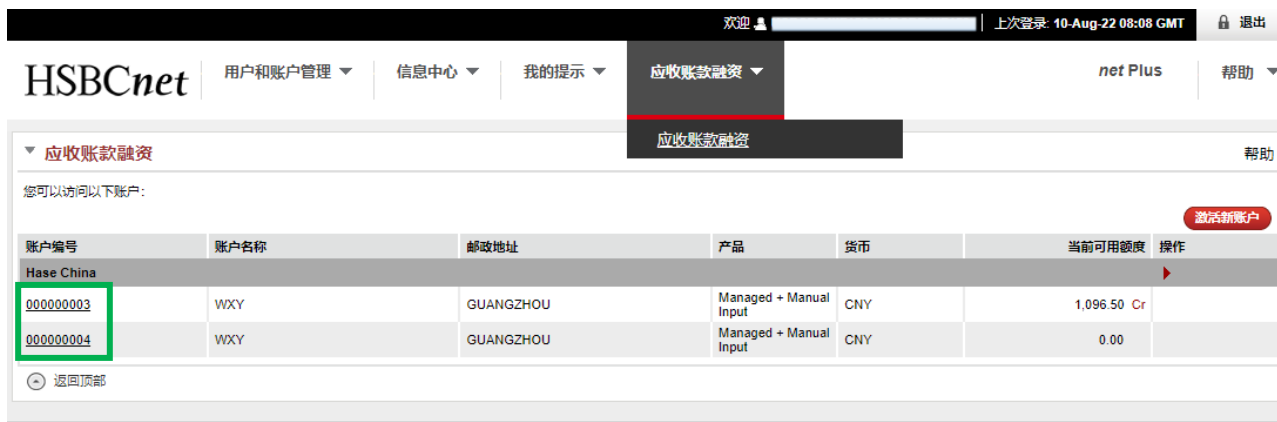 欢迎 上次登录: 10-Aug-22 08:08 GMT 退出
HSBCnet 用户和账户管理 信息中心 我的提示 应收账款融资 net Plus 帮助
应收账款融资
应收账款融资 帮助
您可以访问以下账户:
激活新账户
账户编号 账户名称 邮政地址 产品 货币 当前可用额度 操作
Hase China
000000003 WXY GUANGZHOU Managed + Manual Input CNY 1,096.50 Cr
000000004 WXY GUANGZHOU Managed + Manual Input CNY 0.00
返回顶部